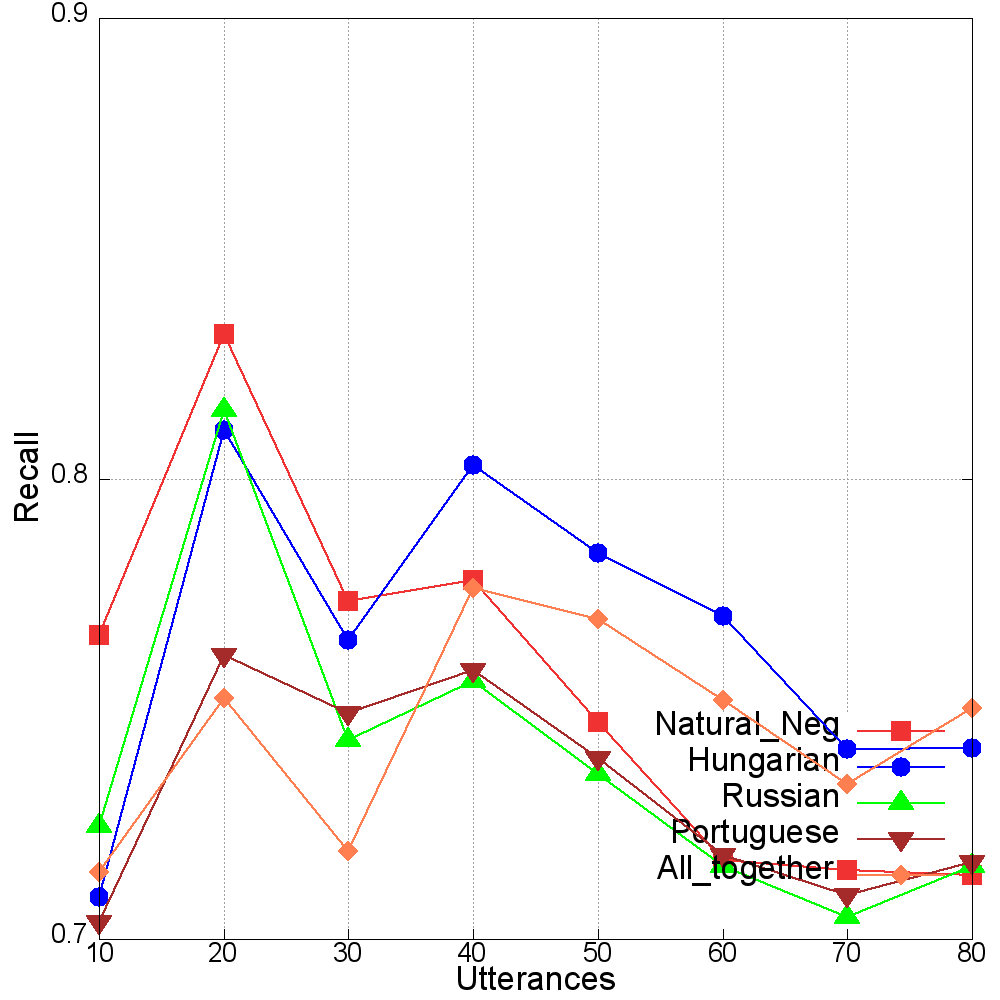 0.9
0.8
0.7
Recall
Natural_Neg
Hungarian
Russian
Portuguese
All_together
10 20 30 40 50 60 70 80
Utterances